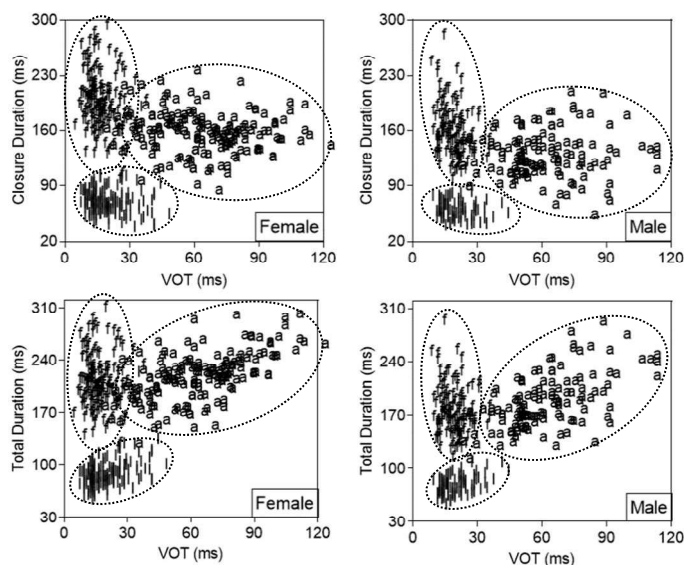 300
230
160
90
20
Closure Duration (ms)
0 30 60 90 120
VOT (ms)
Female
300
230
160
90
20
Closure Duration (ms)
0 30 60 90 120
VOT (ms)
Male
310
240
170
100
30
Total Duration (ms)
0 30 60 90 120
VOT (ms)
Female
310
240
170
100
30
Total Duration (ms)
0 30 60 90 120
VOT (ms)
Male